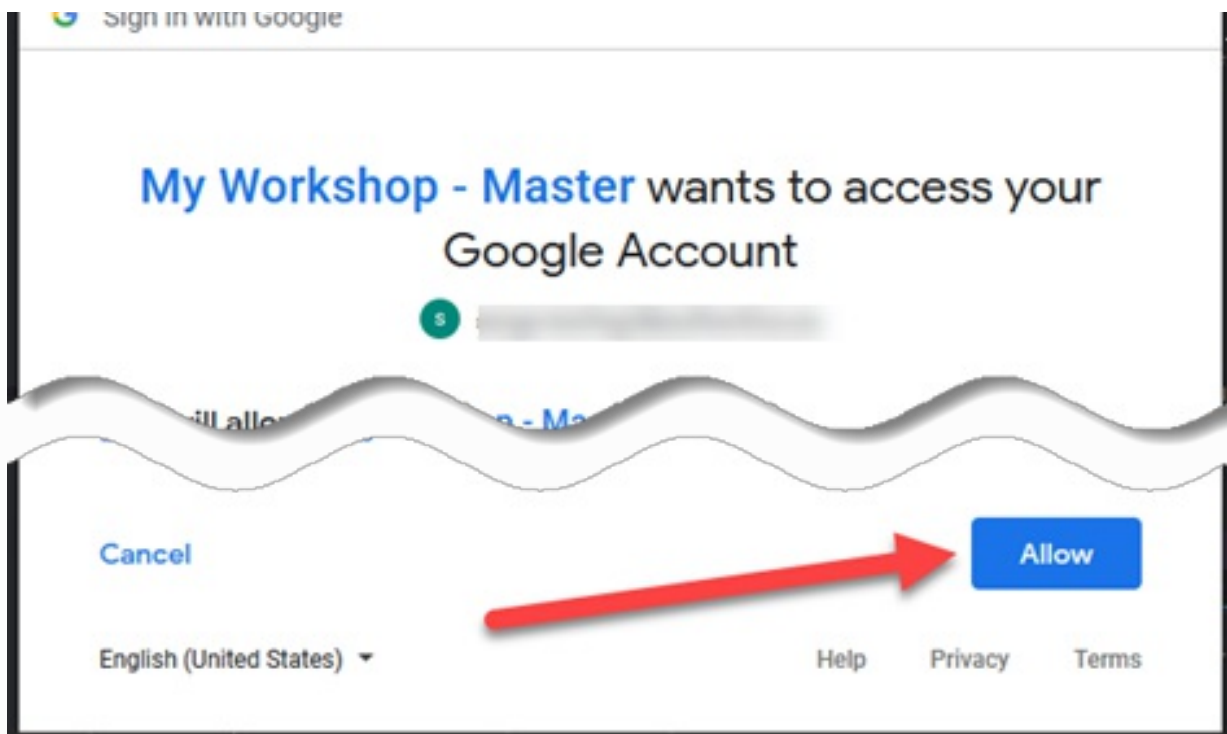 Sign in with Google
My Workshop - Master wants to access your
Google Account
S
Cancel
Allow
English (United States)
Help Privacy Terms